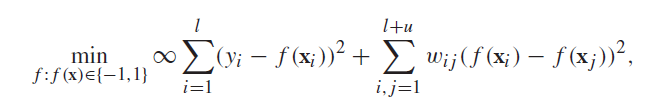 min_{f:f(x)∈{−1,1}} ∞ ∑_{i=1}^{l} (y_i − f(x_i))² + ∑_{i,j=1}^{l+u} w_{ij}(f(x_i) − f(x_j))²,